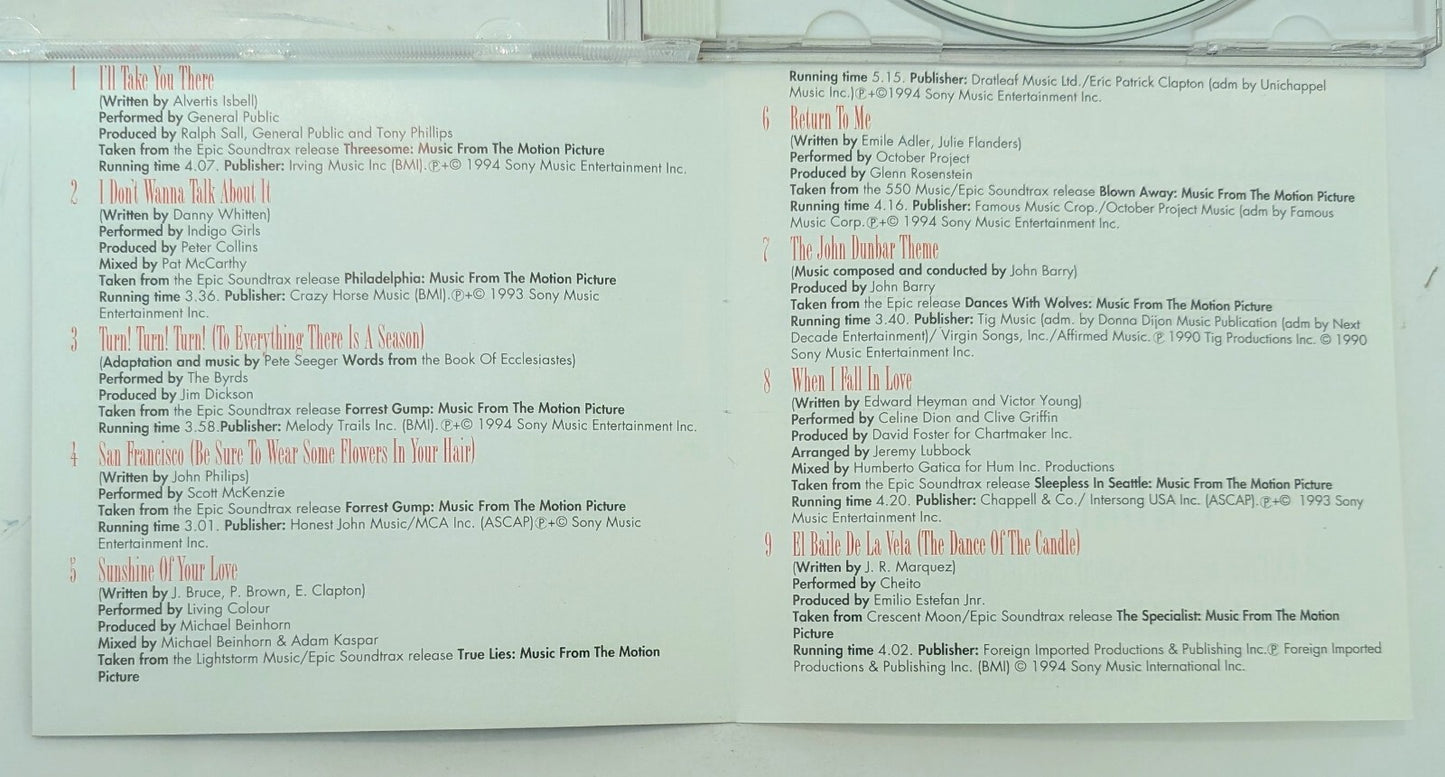 1 I'll Take You There
(Written by Alvertis Isbell)
Performed by General Public
Produced by Ralph Sall, General Public and Tony Phillips
Taken from the Epic Soundtrax release Threesome: Music From The Motion Picture
Running time 4.07. Publisher: Irving Music Inc (BMI).℗+© 1994 Sony Music Entertainment Inc.
2 I Don't Wanna Talk About It
(Written by Danny Whitten)
Performed by Indigo Girls
Produced by Peter Collins
Mixed by Pat McCarthy
Taken from the Epic Soundtrax release Philadelphia: Music From The Motion Picture
Running time 3.36. Publisher: Crazy Horse Music (BMI).℗+© 1993 Sony Music
Entertainment Inc.
3 Turn! Turn! Turn! (To Everything There Is A Season)
(Adaptation and music by Pete Seeger Words from the Book Of Ecclesiastes)
Performed by The Byrds
Produced by Jim Dickson
Taken from the Epic Soundtrax release Forrest Gump: Music From The Motion Picture
Running time 3.58.Publisher: Melody Trails Inc. (BMI).℗+© 1994 Sony Music Entertainment Inc.
4 San Francisco (Be Sure To Wear Some Flowers In Your Hair)
(Written by John Philips)
Performed by Scott McKenzie
Taken from the Epic Soundtrax release Forrest Gump: Music From The Motion Picture
Running time 3.01. Publisher: Honest John Music/MCA Inc. (ASCAP)℗+© Sony Music
Entertainment Inc.
5 Sunshine Of Your Love
(Written by J. Bruce, P. Brown, E. Clapton)
Performed by Living Colour
Produced by Michael Beinhorn
Mixed by Michael Beinhorn & Adam Kaspar
Taken from the Lightstorm Music/Epic Soundtrax release True Lies: Music From The Motion
Picture
Running time 5.15. Publisher: Dratleaf Music Ltd./Eric Patrick Clapton (adm by Unichappel
Music Inc.)℗+©1994 Sony Music Entertainment Inc.
6 Return To Me
(Written by Emile Adler, Julie Flanders)
Performed by October Project
Produced by Glenn Rosenstein
Taken from the 550 Music/Epic Soundtrax release Blown Away: Music From The Motion Picture
Running time 4.16. Publisher: Famous Music Crop./October Project Music (adm by Famous
Music Corp.℗+© 1994 Sony Music Entertainment Inc.
7 The John Dunbar Theme
(Music composed and conducted by John Barry)
Produced by John Barry
Taken from the Epic release Dances With Wolves: Music From The Motion Picture
Running time 3.40. Publisher: Tig Music (adm. by Donna Dijon Music Publication (adm by Next
Decade Entertainment)/ Virgin Songs, Inc./Affirmed Music.℗ 1990 Tig Productions Inc. © 1990
Sony Music Entertainment Inc.
8 When I Fall In Love
(Written by Edward Heyman and Victor Young)
Performed by Celine Dion and Clive Griffin
Produced by David Foster for Chartmaker Inc.
Arranged by Jeremy Lubbock
Mixed by Humberto Gatica for Hum Inc. Productions
Taken from the Epic Soundtrax release Sleepless In Seattle: Music From The Motion Picture
Running time 4.20. Publisher: Chappell & Co./ Intersong USA Inc. (ASCAP).℗+© 1993 Sony
Music Entertainment Inc.
9 El Baile De La Vela (The Dance Of The Candle)
(Written by J. R. Marquez)
Performed by Cheito
Produced by Emilio Estefan Jnr.
Taken from Crescent Moon/Epic Soundtrax release The Specialist: Music From The Motion
Picture
Running time 4.02. Publisher: Foreign Imported Productions & Publishing Inc.℗ Foreign Imported
Productions & Publishing Inc. (BMI) © 1994 Sony Music International Inc.